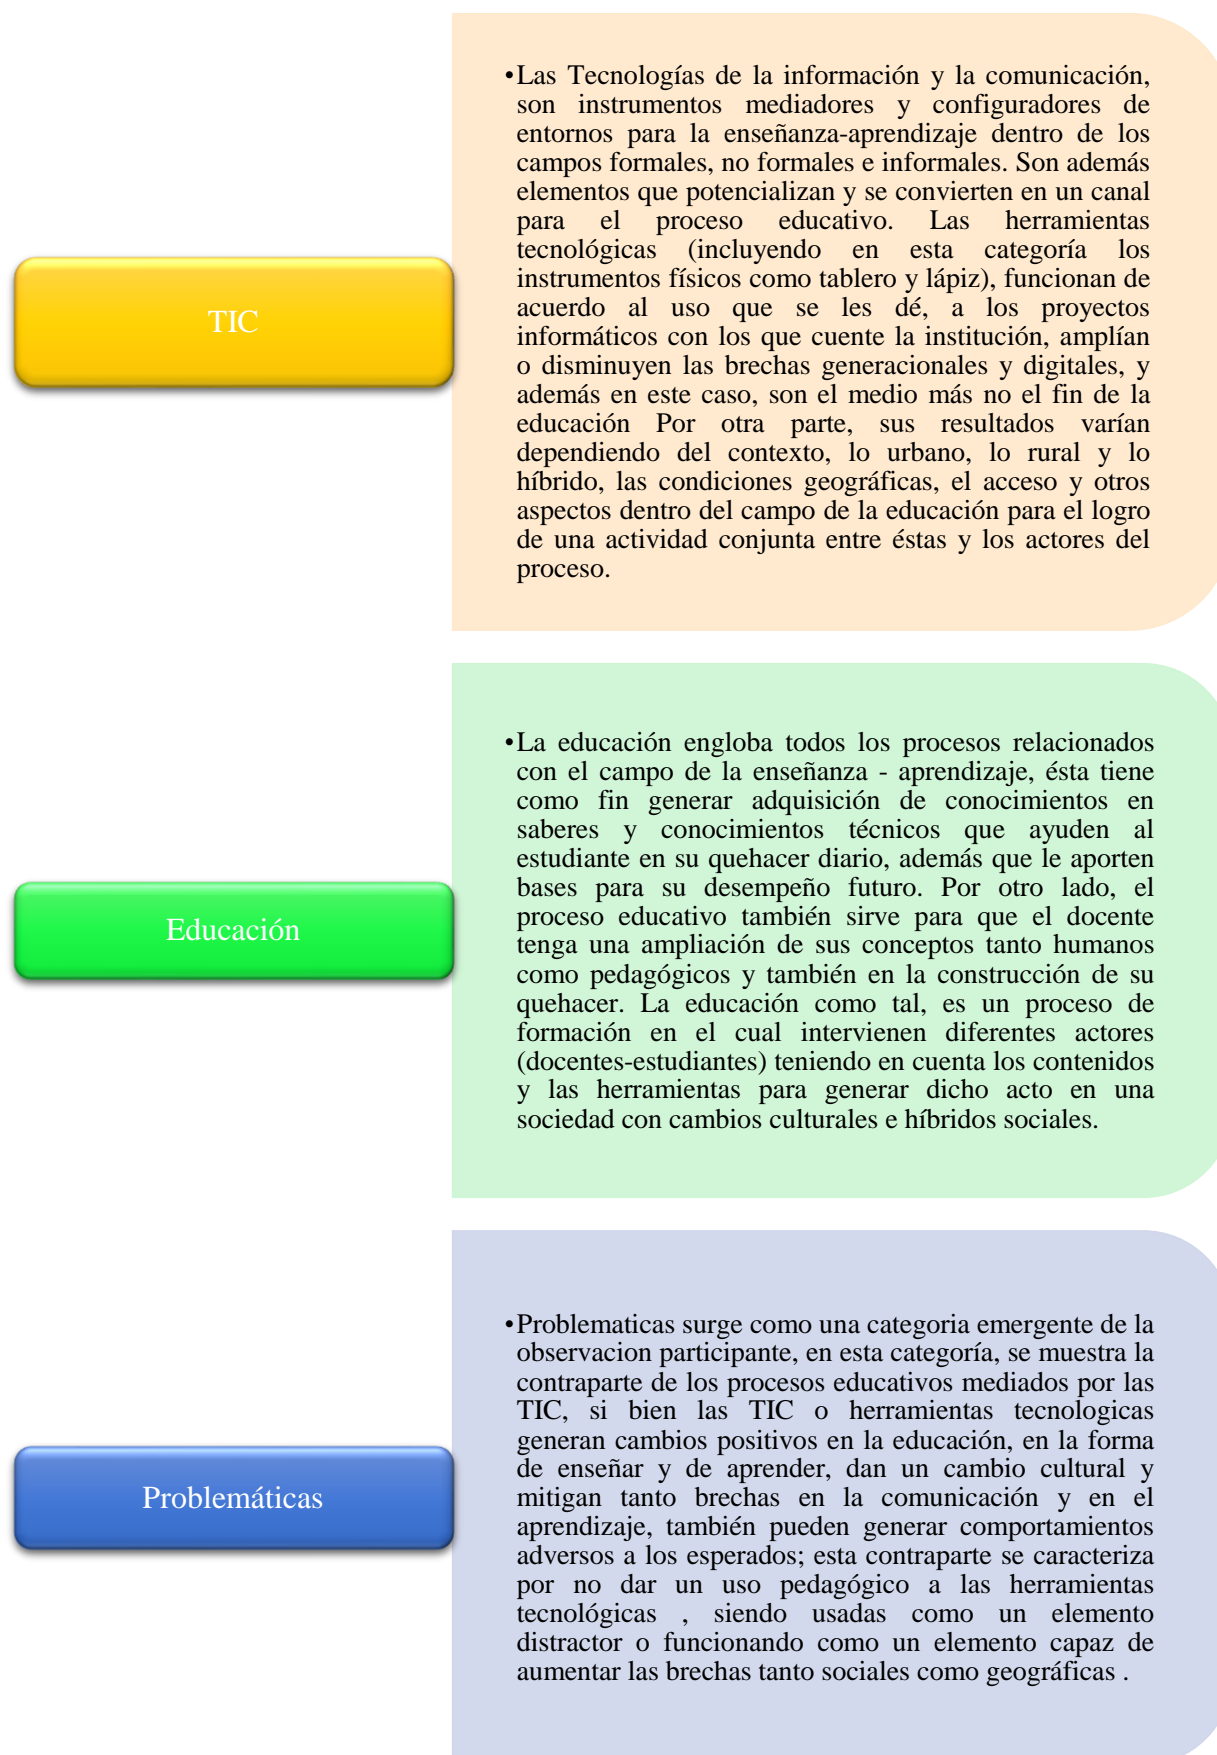 TIC
•Las Tecnologías de la información y la comunicación,
son instrumentos mediadores y configuradores de
entornos para la enseñanza-aprendizaje dentro de los
campos formales, no formales e informales. Son además
elementos que potencializan y se convierten en un canal
para el proceso educativo. Las herramientas
tecnológicas (incluyendo en esta categoría los
instrumentos físicos como tablero y lápiz), funcionan de
acuerdo al uso que se les dé, a los proyectos
informáticos con los que cuente la institución, amplían
o disminuyen las brechas generacionales y digitales, y
además en este caso, son el medio más no el fin de la
educación Por otra parte, sus resultados varían
dependiendo del contexto, lo urbano, lo rural y lo
híbrido, las condiciones geográficas, el acceso y otros
aspectos dentro del campo de la educación para el logro
de una actividad conjunta entre éstas y los actores del
proceso.
Educación
•La educación engloba todos los procesos relacionados
con el campo de la enseñanza - aprendizaje, ésta tiene
como fin generar adquisición de conocimientos en
saberes y conocimientos técnicos que ayuden al
estudiante en su quehacer diario, además que le aporten
bases para su desempeño futuro. Por otro lado, el
proceso educativo también sirve para que el docente
tenga una ampliación de sus conceptos tanto humanos
como pedagógicos y también en la construcción de su
quehacer. La educación como tal, es un proceso de
formación en el cual intervienen diferentes actores
(docentes-estudiantes) teniendo en cuenta los contenidos
y las herramientas para generar dicho acto en una
sociedad con cambios culturales e híbridos sociales.
Problemáticas
•Problematicas surge como una categoria emergente de la
observacion participante, en esta categoría, se muestra la
contraparte de los procesos educativos mediados por las
TIC, si bien las TIC o herramientas tecnologicas
generan cambios positivos en la educación, en la forma
de enseñar y de aprender, dan un cambio cultural y
mitigan tanto brechas en la comunicación y en el
aprendizaje, también pueden generar comportamientos
adversos a los esperados; esta contraparte se caracteriza
por no dar un uso pedagógico a las herramientas
tecnológicas , siendo usadas como un elemento
distractor o funcionando como un elemento capaz de
aumentar las brechas tanto sociales como geográficas .